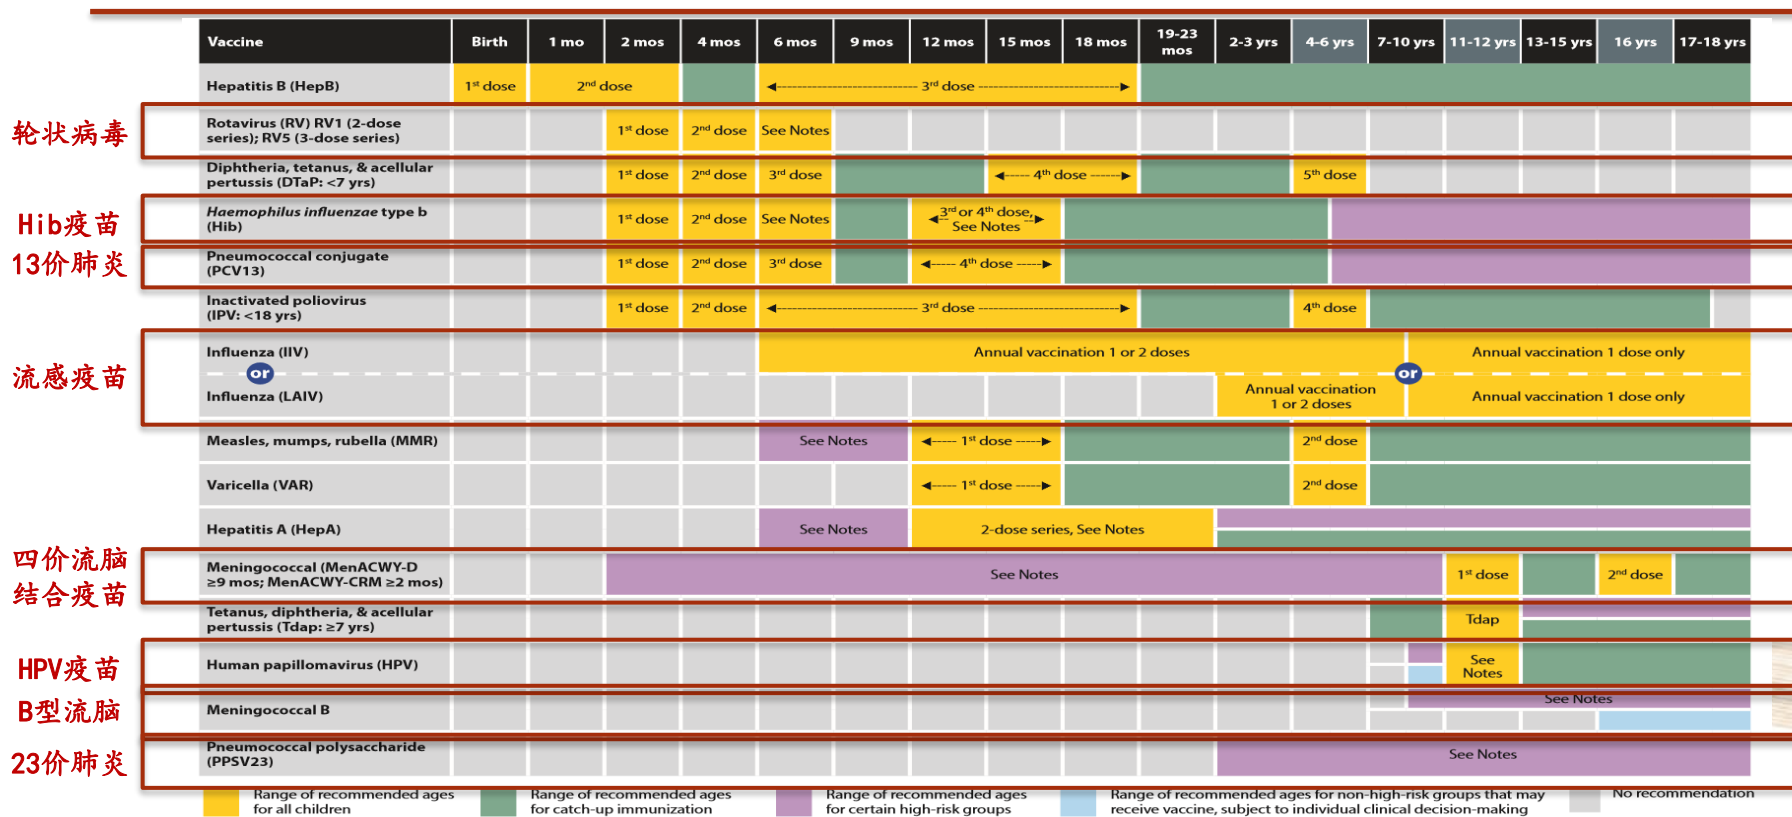 Vaccine Birth 1 mo 2 mos 4 mos 6 mos 9 mos 12 mos 15 mos 18 mos 19-23 mos 2-3 yrs 4-6 yrs 7-10 yrs 11-12 yrs 13-15 yrs 16 yrs 17-18 yrs
Hepatitis B (HepB) 1st dose 2nd dose ◄---- 3rd dose ----►
轮状病毒
Rotavirus (RV) RV1 (2-dose
series); RV5 (3-dose series)
1st dose 2nd dose See Notes
Diphtheria, tetanus, & acellular
pertussis (DTaP: <7 yrs)
1st dose 2nd dose 3rd dose ◄---- 4th dose ----► 5th dose
Hib疫苗
Haemophilus influenzae type b
(Hib)
1st dose 2nd dose See Notes
3rd or 4th dose,
See Notes
13价肺炎
Pneumococcal conjugate
(PCV13)
1st dose 2nd dose 3rd dose ◄---- 4th dose ----►
Inactivated poliovirus
(IPV: <18 yrs)
1st dose 2nd dose ◄---- 3rd dose ----► 4th dose
流感疫苗
Influenza (IIV) Annual vaccination 1 or 2 doses Annual vaccination 1 dose only
or or
Influenza (LAIV)
Annual vaccination
1 or 2 doses
Annual vaccination 1 dose only
Measles, mumps, rubella (MMR) See Notes ◄---- 1st dose ----► 2nd dose
Varicella (VAR) ◄---- 1st dose ----► 2nd dose
Hepatitis A (HepA) See Notes 2-dose series, See Notes
四价流脑
结合疫苗
Meningococcal (MenACWY-D
≥9 mos; MenACWY-CRM ≥2 mos)
See Notes 1st dose 2nd dose
Tetanus, diphtheria, & acellular
pertussis (Tdap: ≥7 yrs)
Tdap
HPV疫苗
Human papillomavirus (HPV)
See
Notes
B型流脑
Meningococcal B See Notes
23价肺炎
Pneumococcal polysaccharide
(PPSV23)
See Notes
Range of recommended ages
for all children
Range of recommended ages
for catch-up immunization
Range of recommended ages
for certain high-risk groups
Range of recommended ages for non-high-risk groups that may
receive vaccine, subject to individual clinical decision-making
No recommendation